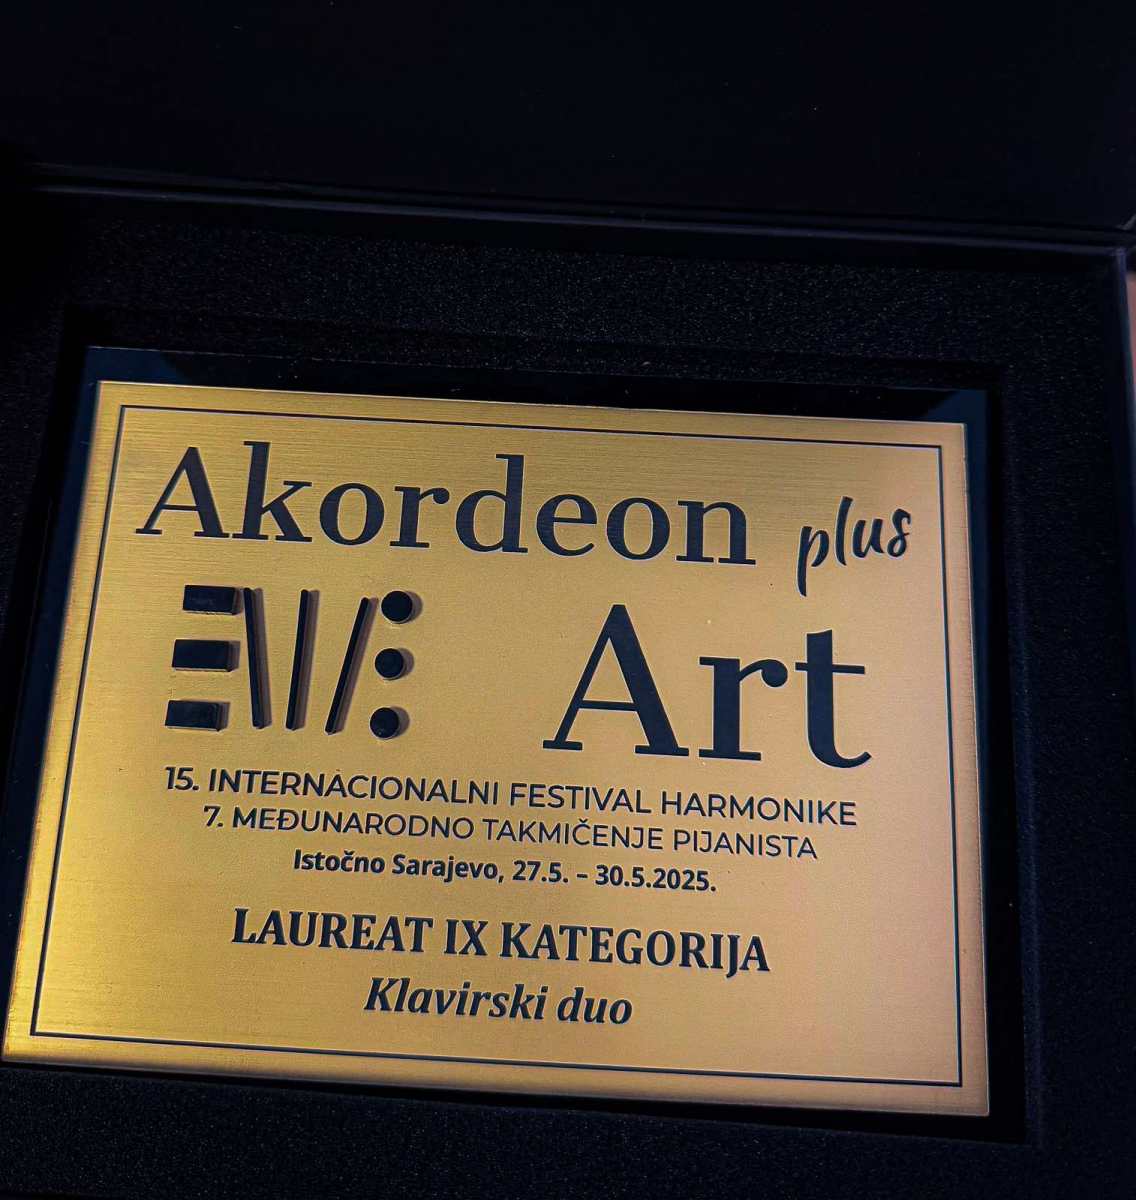 Akordeon plus
Art
15. INTERNACIONALNI FESTIVAL HARMONIKE
7. MEĐUNARODNO TAKMIČENJE PIJANISTA
Istočno Sarajevo, 27.5. – 30.5.2025.
LAUREAT IX KATEGORIJA
Klavirski duo